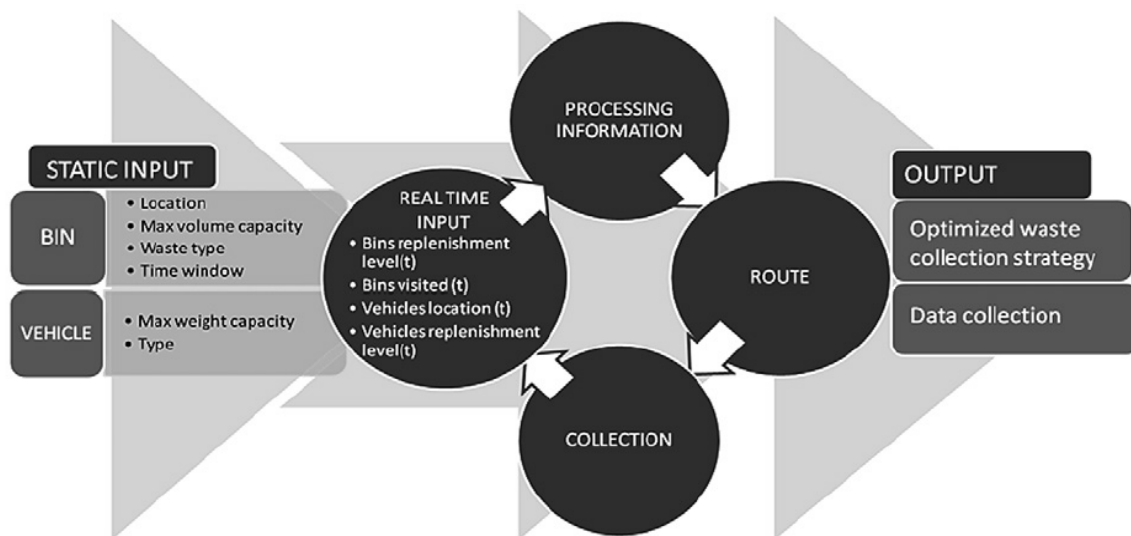 STATIC INPUT
BIN
• Location
• Max volume capacity
• Waste type
• Time window
VEHICLE
• Max weight capacity
• Type
REAL TIME
INPUT
• Bins replenishment
level(t)
• Bins visited (t)
• Vehicles location (t)
• Vehicles replenishment
level(t)
PROCESSING
INFORMATION
ROUTE
COLLECTION
OUTPUT
Optimized waste
collection strategy
Data collection